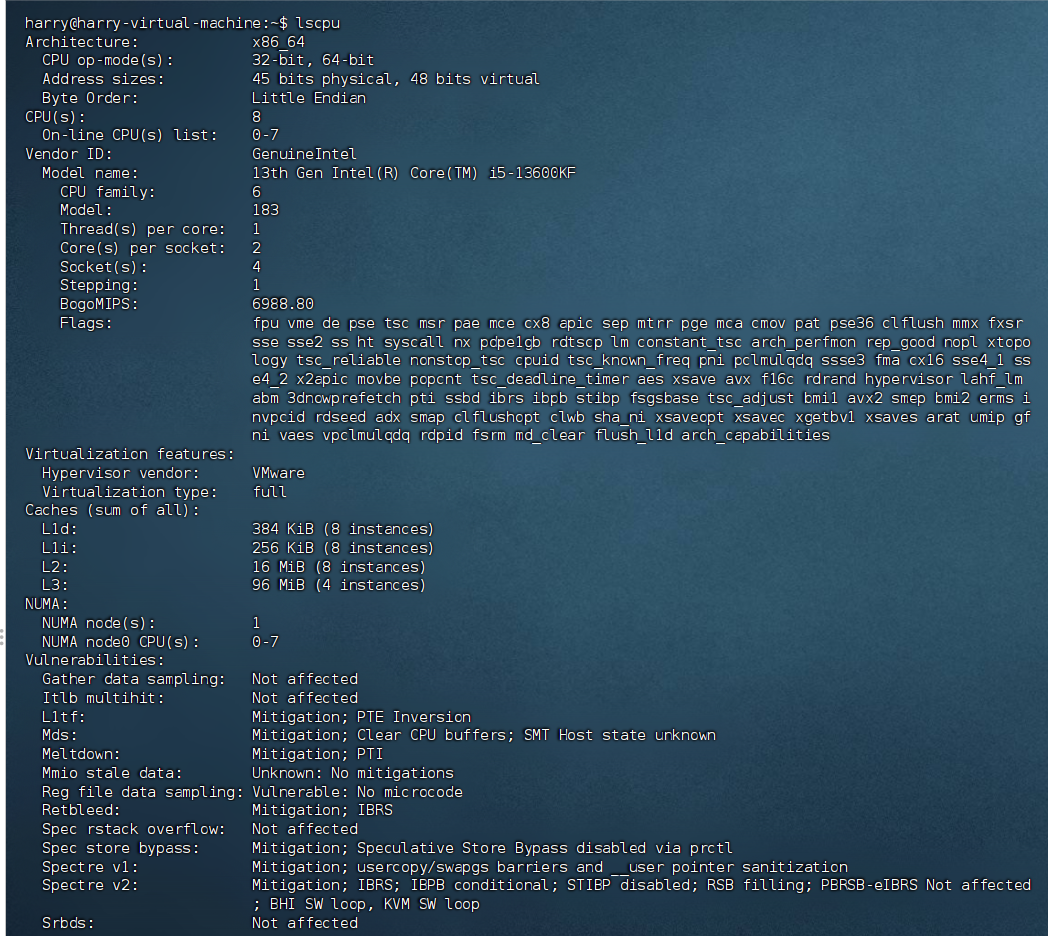 harry@harry-virtual-machine:~$ lscpu
Architecture: x86_64
CPU op-mode(s): 32-bit, 64-bit
Address sizes: 45 bits physical, 48 bits virtual
Byte Order: Little Endian
CPU(s): 8
On-line CPU(s) list: 0-7
Vendor ID: GenuineIntel
Model name: 13th Gen Intel(R) Core(TM) i5-13600KF
CPU family: 6
Model: 183
Thread(s) per core: 1
Core(s) per socket: 2
Socket(s): 4
Stepping: 1
BogoMIPS: 6988.80
Flags: fpu vme de pse tsc msr pae mce cx8 apic sep mtrr pge mca cmov pat pse36 clflush mmx fxsr
sse sse2 ss ht syscall nx pdpe1gb rdtscp lm constant_tsc arch_perfmon rep_good nopl xtopo
logy tsc_reliable nonstop_tsc cpuid tsc_known_freq pni pclmulqdq ssse3 fma cx16 sse4_1 ss
e4_2 x2apic movbe popcnt tsc_deadline_timer aes xsave avx f16c rdrand hypervisor lahf_lm
abm 3dnowprefetch pti ssbd ibrs ibpb stibp fsgsbase tsc_adjust bmi1 avx2 smep bmi2 erms i
nvpcid rdseed adx smap clflushopt clwb sha_ni xsaveopt xsavec xgetbv1 xsaves arat umip gf
ni vaes vpclmulqdq rdpid fsrm md_clear flush_l1d arch_capabilities
Virtualization features:
Hypervisor vendor: VMware
Virtualization type: full
Caches (sum of all):
L1d: 384 KiB (8 instances)
L1i: 256 KiB (8 instances)
L2: 16 MiB (8 instances)
L3: 96 MiB (4 instances)
NUMA:
NUMA node(s): 1
NUMA node0 CPU(s): 0-7
Vulnerabilities:
Gather data sampling: Not affected
Itlb multihit: Not affected
L1tf: Mitigation; PTE Inversion
Mds: Mitigation; Clear CPU buffers; SMT Host state unknown
Meltdown: Mitigation; PTI
Mmio stale data: Unknown: No mitigations
Reg file data sampling: Vulnerable: No microcode
Retbleed: Mitigation; IBRS
Spec rstack overflow: Not affected
Spec store bypass: Mitigation; Speculative Store Bypass disabled via prctl
Spectre v1: Mitigation; usercopy/swapgs barriers and __user pointer sanitization
Spectre v2: Mitigation; IBRS; IBPB conditional; STIBP disabled; RSB filling; PBRSB-eIBRS Not affected
; BHI SW loop, KVM SW loop
Srbds: Not affected